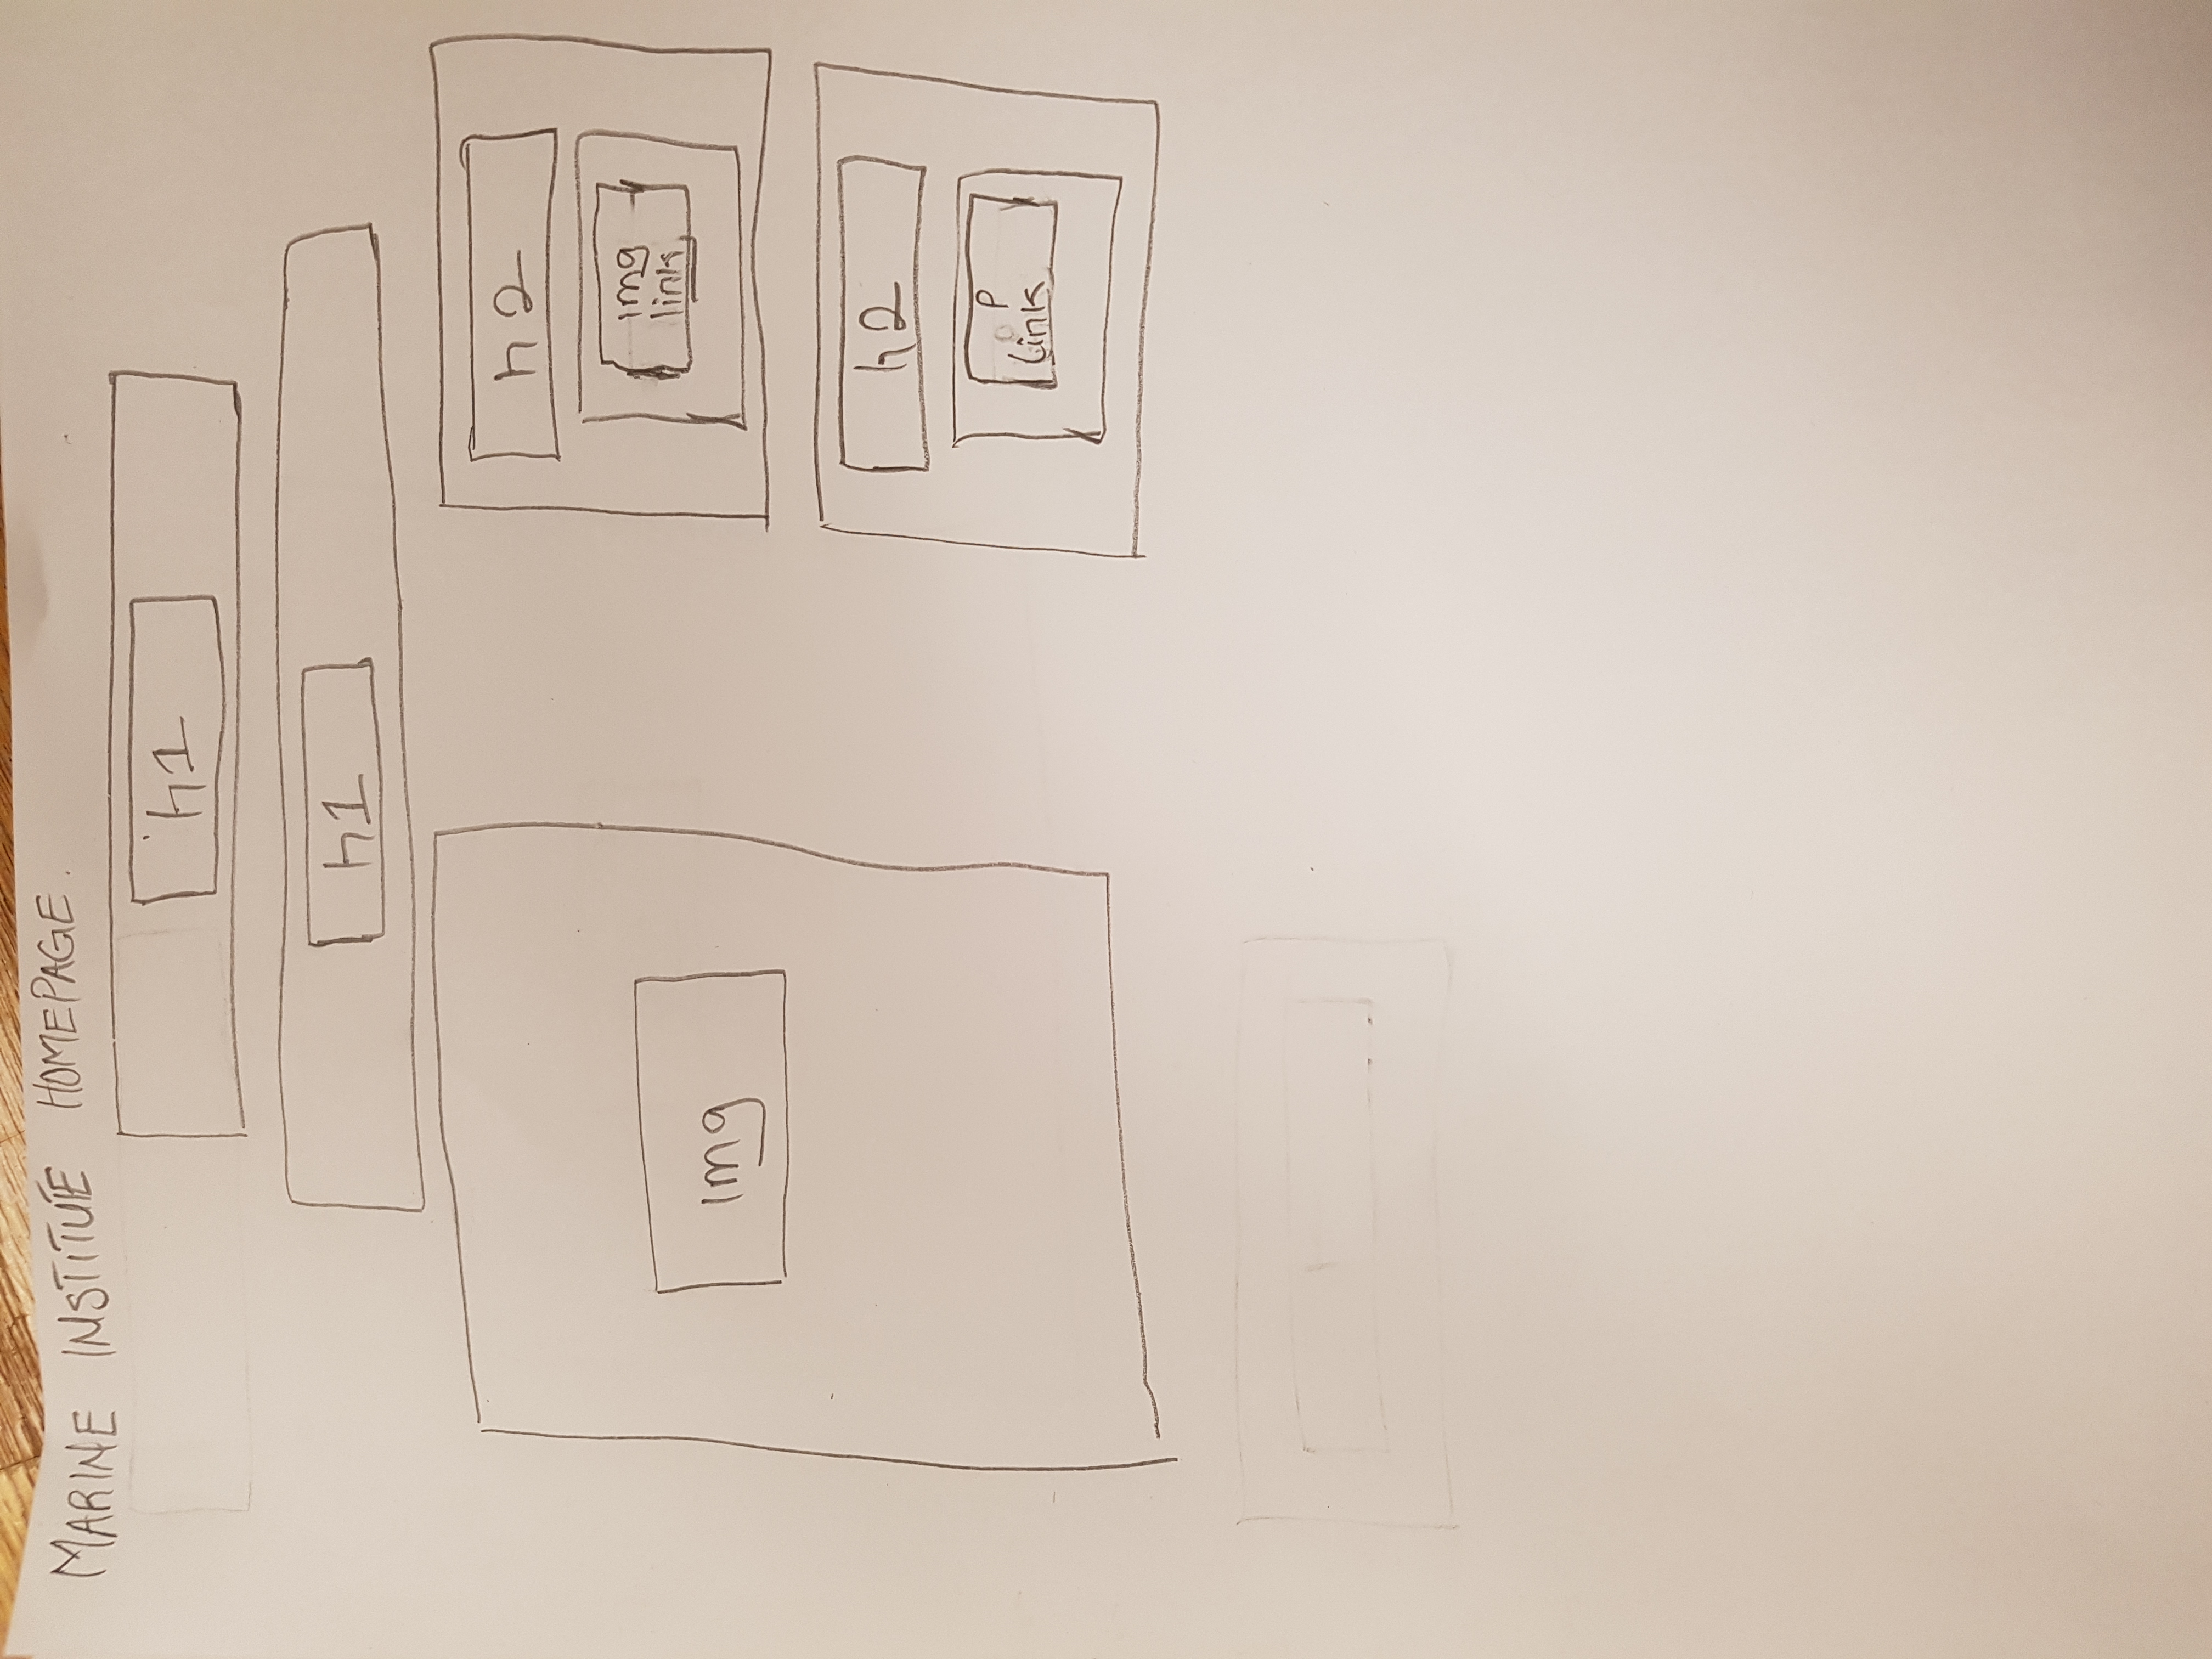 MARINE INSTITUTE HOMEPAGE.
h1
h1
img
h2
img
link
h2
P
link